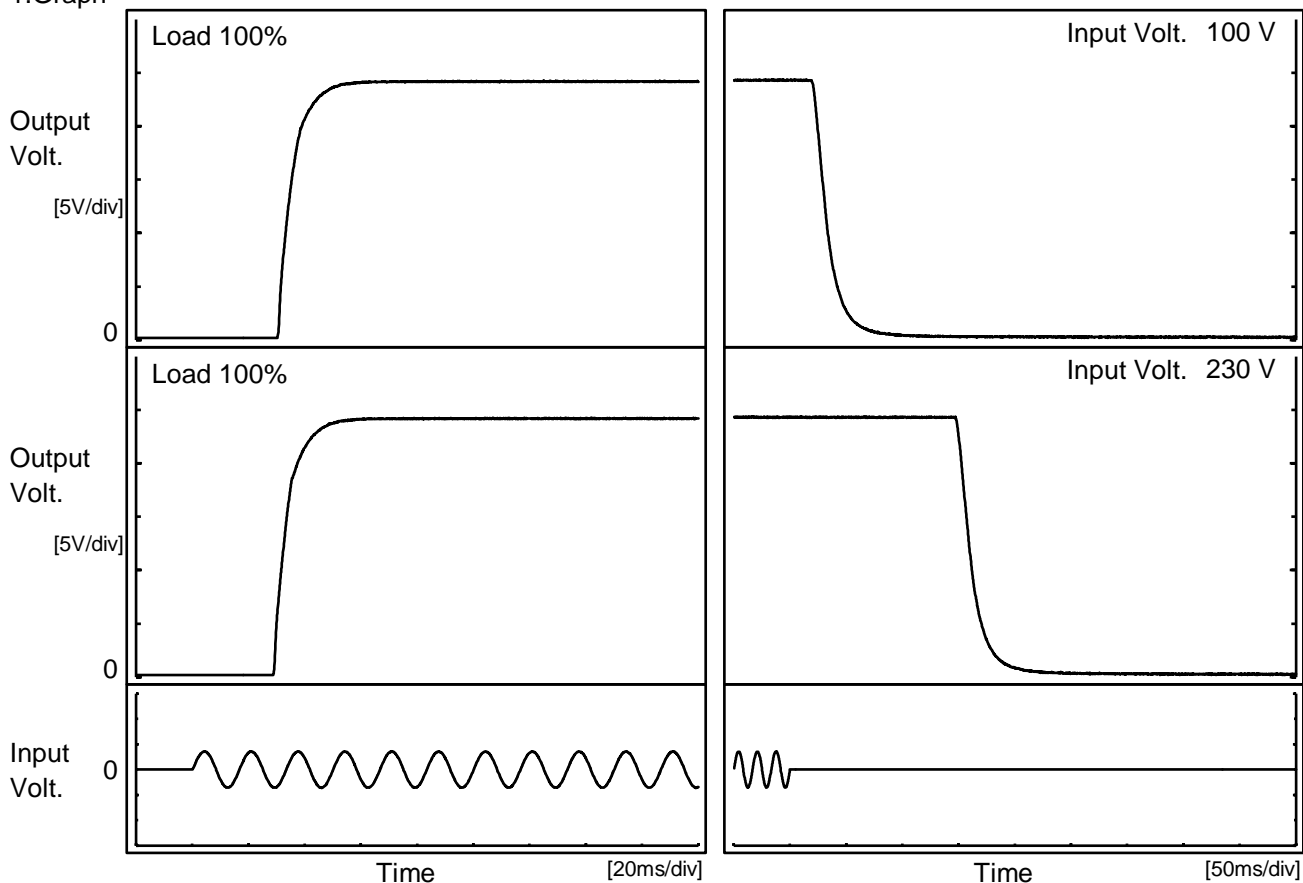 Load 100%
Input Volt. 100 V
Output
Volt.
[5V/div]
0
Load 100%
Input Volt. 230 V
Output
Volt.
[5V/div]
0
Input
Volt.
0
Time
[20ms/div]
Time
[50ms/div]